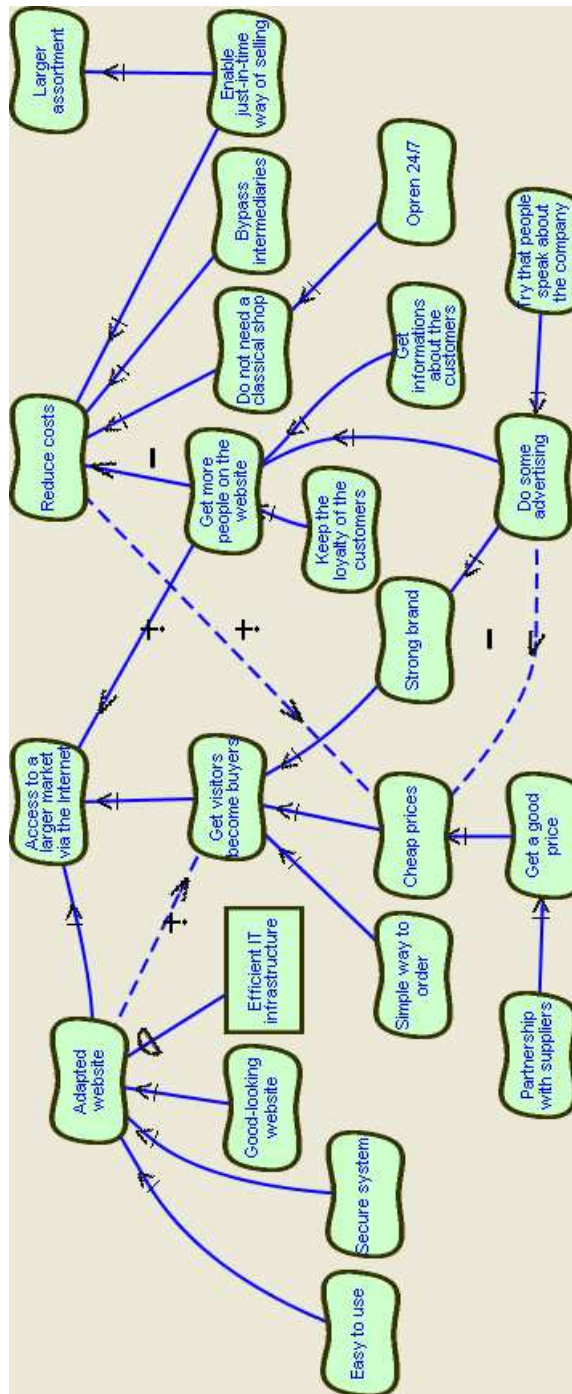 Adapted
website
Access to a
larger market
via the Internet
Reduce costs
Larger
assortment
Easy to use
Secure system
Good-looking
website
Efficient IT
infrastructure
Get visitors
become buyers
Get more
people on the
website
Do not need a
classical shop
Bypass
intermediaries
Enable
just-in-time
way of selling
+
+
+
−
Simple way to
order
Cheap prices
Strong brand
Keep the
loyalty of the
customers
Get
informations
about the
customers
Opren 24/7
−
Partnership
with suppliers
Get a good
price
Do some
advertising
Try that people
speak about
the company